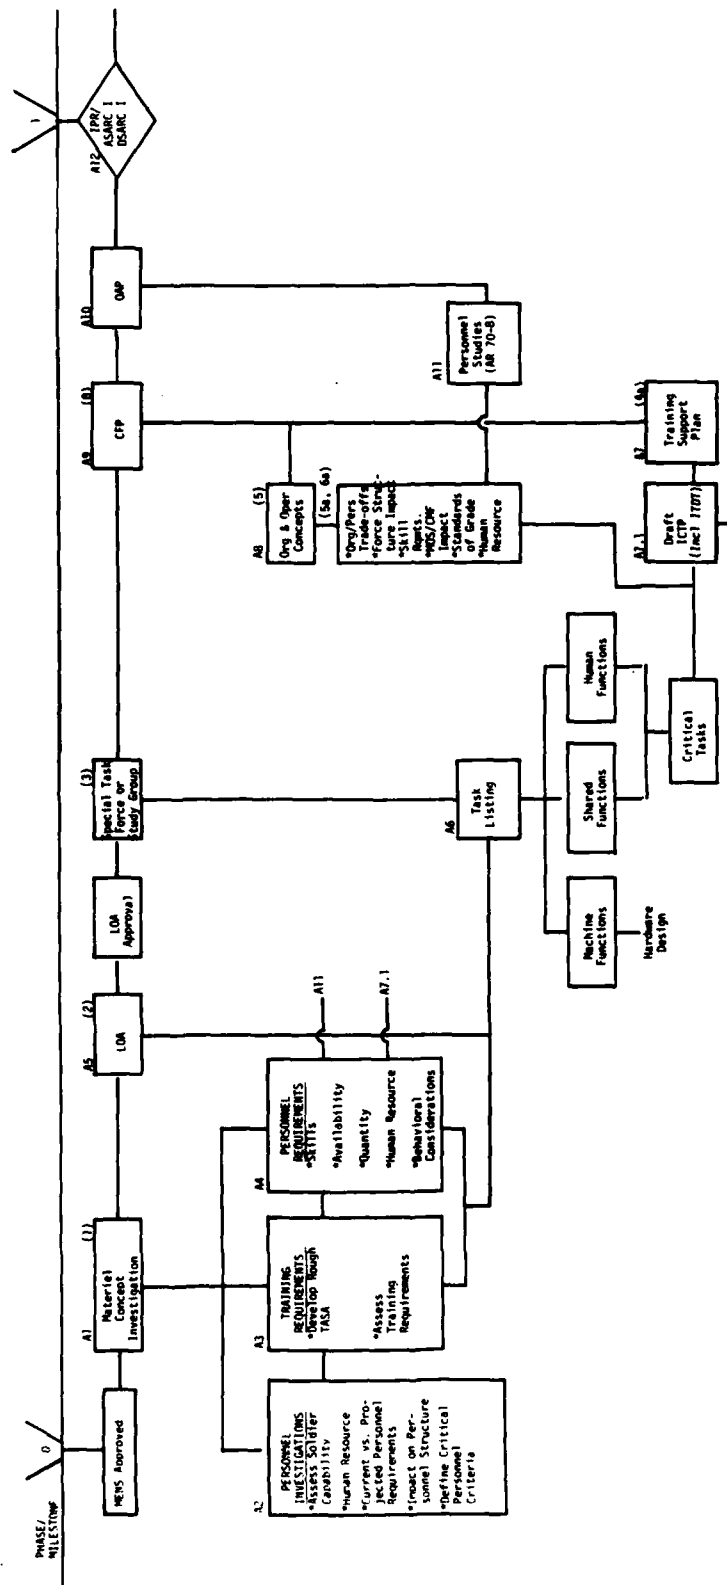 PHASE/
MILESTONE
0
MENS Approved
A1
(1)
Materiel
Concept
Investigation
A5
(2)
LOA
LOA
Approval
(3)
Special Task
Force or
Study Group
A9
(8)
CFP
A10
OAP
A12
IPR/
ASARC I
DSARC I
1
A2
PERSONNEL
INVESTIGATIONS
*Assess Soldier
Capability
*Human Resource
*Current vs. Pro-
jected Personnel
Requirements
*Impact on Per-
sonnel Structure
*Define Critical
Personnel
Criteria
A3
TRAINING
REQUIREMENTS
*Develop Rough
TASA
*Assess
Training
Requirements
A4
PERSONNEL
REQUIREMENTS
*Skills
*Availability
*Quantity
*Human Resource
*Behavioral
Considerations
A11
A7.1
A6
Task
Listing
Machine
Functions
Hardware
Design
Shared
Functions
Human
Functions
Critical
Tasks
A8
(5)
Org & Oper
Concepts
(5a, 6a)
*Org/Pers
Trade-offs
*Force Struc-
ture Impact
*Skill
Rqmts.
*MOS/CMF
Impact
*Standards
of Grade
*Human
Resource
A11
Personnel
Studies
(AR 70-8)
A7.1
Draft
ICTP
(Incl ITDT)
A7
(4a)
Training
Support
Plan